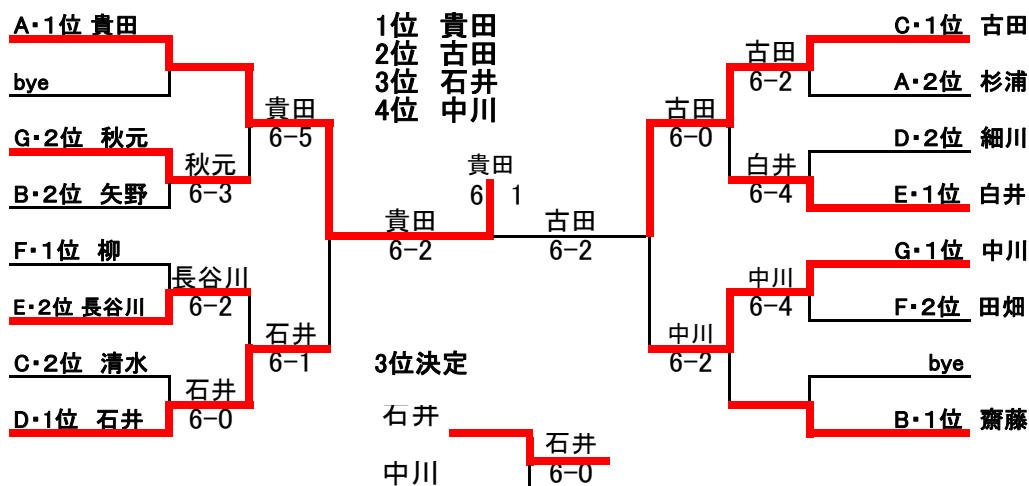 A・1位 貴田
bye
G・2位 秋元
B・2位 矢野
F・1位 柳
E・2位 長谷川
C・2位 清水
D・1位 石井
秋元
6-3
長谷川
6-2
石井
6-0
貴田
6-5
石井
6-1
貴田
6-2
1位 貴田
2位 古田
3位 石井
4位 中川
貴田
6 1
古田
6-2
3位決定
石井
中川
石井
6-0
古田
6-0
中川
6-2
古田
6-2
白井
6-4
中川
6-4
C・1位 古田
A・2位 杉浦
D・2位 細川
E・1位 白井
G・1位 中川
F・2位 田畑
bye
B・1位 齋藤